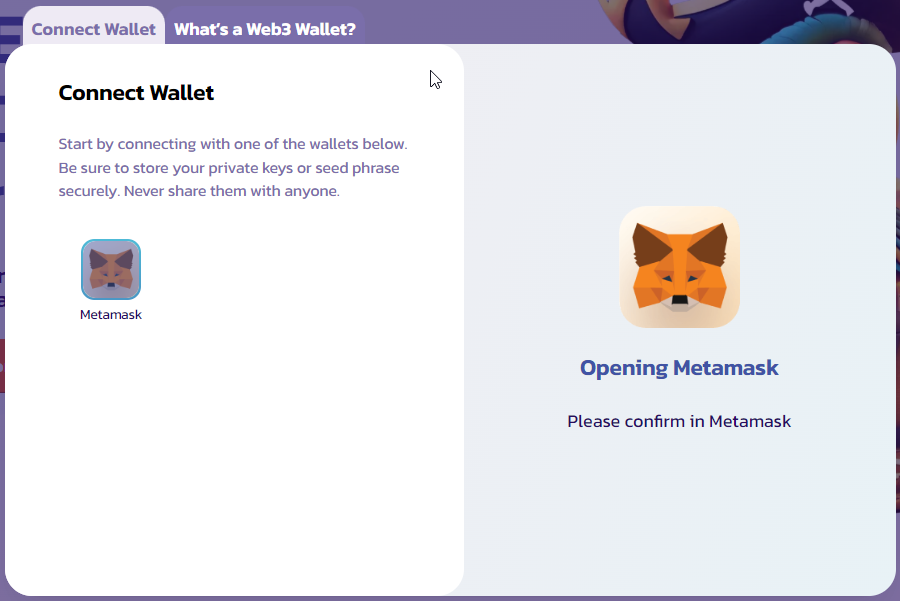 Connect Wallet
What's a Web3 Wallet?
Connect Wallet
Start by connecting with one of the wallets below.
Be sure to store your private keys or seed phrase
securely. Never share them with anyone.
Metamask
Opening Metamask
Please confirm in Metamask